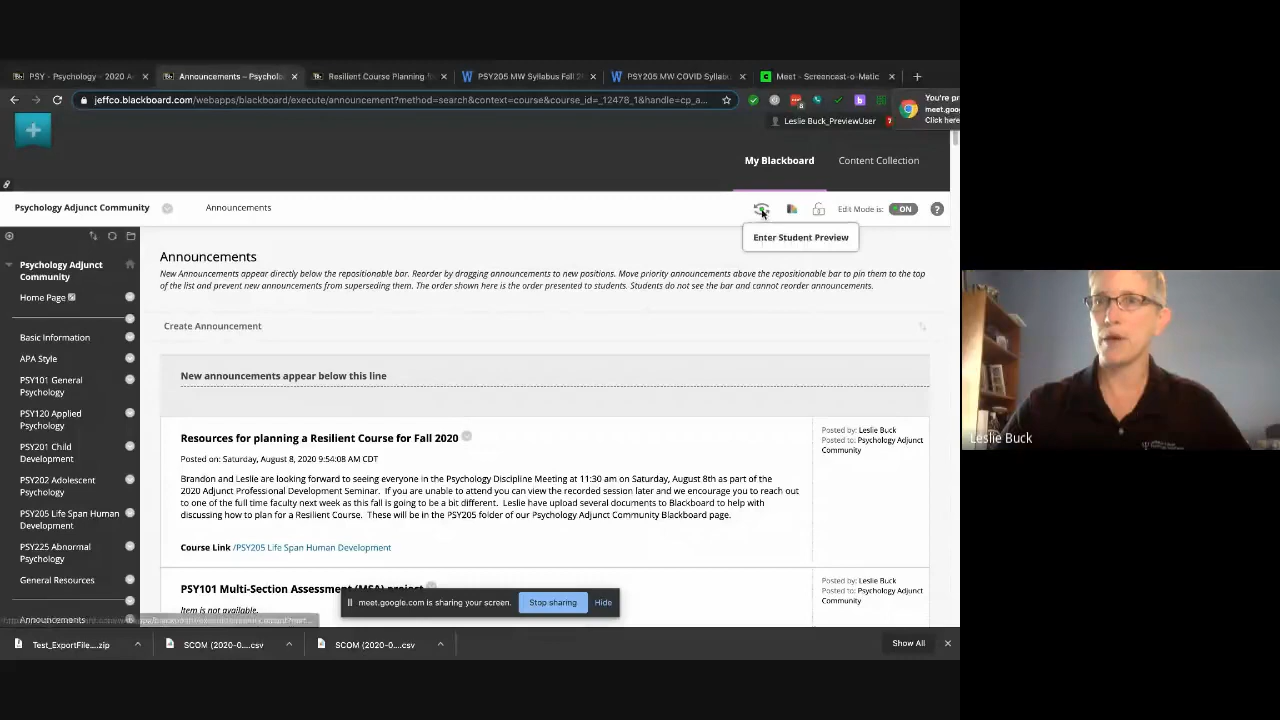 PSY - Psychology - 2020 A
Announcements – Psycholo
Resilient Course Planning f
PSY205 MW Syllabus Fall 2
PSY205 MW COVID Syllab
Meet - Screencast-o-Matic
jeffco.blackboard.com/webapps/blackboard/execute/announcement?method=search&context=course&course_id=_12478_1&handle=cp_a...
You're pr
meet.goo
Click here
Leslie Buck_PreviewUser
My Blackboard
Content Collection
Psychology Adjunct Community
Announcements
Edit Mode is:
ON
?
Enter Student Preview
Psychology Adjunct
Community
Home Page
Basic Information
APA Style
PSY101 General
Psychology
PSY120 Applied
Psychology
PSY201 Child
Development
PSY202 Adolescent
Psychology
PSY205 Life Span Human
Development
PSY225 Abnormal
Psychology
General Resources
Announcements
Announcements
New Announcements appear directly below the repositionable bar. Reorder by dragging announcements to new positions. Move priority announcements above the repositionable bar to pin them to the top
of the list and prevent new announcements from superseding them. The order shown here is the order presented to students. Students do not see the bar and cannot reorder announcements.
Create Announcement
New announcements appear below this line
Resources for planning a Resilient Course for Fall 2020
Posted on: Saturday, August 8, 2020 9:54:08 AM CDT
Brandon and Leslie are looking forward to seeing everyone in the Psychology Discipline Meeting at 11:30 am on Saturday, August 8th as part of the
2020 Adjunct Professional Development Seminar. If you are unable to attend you can view the recorded session later and we encourage you to reach out
to one of the full time faculty next week as this fall is going to be a bit different. Leslie have upload several documents to Blackboard to help with
discussing how to plan for a Resilient Course. These will be in the PSY205 folder of our Psychology Adjunct Community Blackboard page.
Course Link /PSY205 Life Span Human Development
Posted by: Leslie Buck
Posted to: Psychology Adjunct
Community
PSY101 Multi-Section Assessment (MSA) project
Item is not available.
Posted by: Leslie Buck
Posted to: Psychology Adjunct
Community
meet.google.com is sharing your screen.
Stop sharing
Hide
Test_ExportFile....zip
SCOM (2020-0....csv
SCOM (2020-0....csv
Show All
Leslie Buck